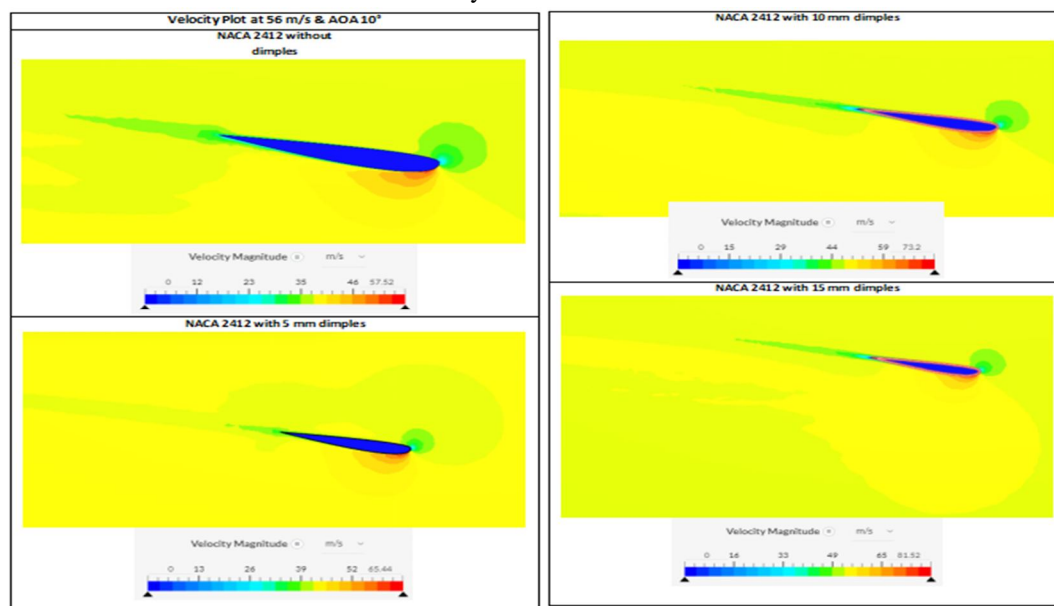 Velocity Plot at 56 m/s & AOA 10°
NACA 2412 without
dimples
Velocity Magnitude m/s
0 12 23 35 46 57.52
NACA 2412 with 5 mm dimples
Velocity Magnitude m/s
0 13 26 39 52 65.44
NACA 2412 with 10 mm dimples
Velocity Magnitude m/s
0 15 29 44 59 73.2
NACA 2412 with 15 mm dimples
Velocity Magnitude m/s
0 16 33 49 65 81.52